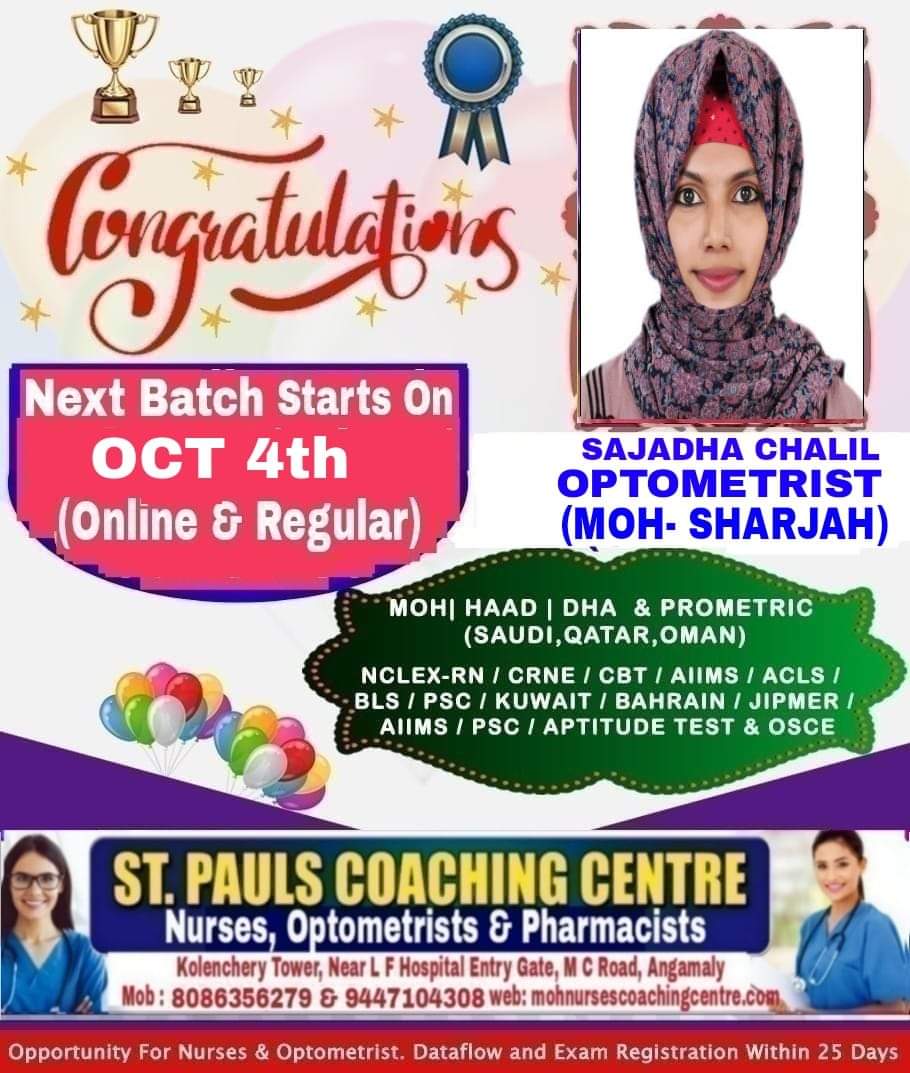 Congratulations
Next Batch Starts On
OCT 4th
(Online & Regular)
SAJADHA CHALIL
OPTOMETRIST
(MOH- SHARJAH)
MOH| HAAD | DHA & PROMETRIC
(SAUDI,QATAR,OMAN)
NCLEX-RN / CRNE / CBT / AIIMS / ACLS /
BLS / PSC / KUWAIT / BAHRAIN / JIPMER /
AIIMS / PSC / APTITUDE TEST & OSCE
ST. PAULS COACHING CENTRE
Nurses, Optometrists & Pharmacists
Kolenchery Tower, Near L F Hospital Entry Gate, M C Road, Angamaly
Mob : 8086356279 & 9447104308 web: mohnursescoachingcentre.com
Opportunity For Nurses & Optometrist. Dataflow and Exam Registration Within 25 Days